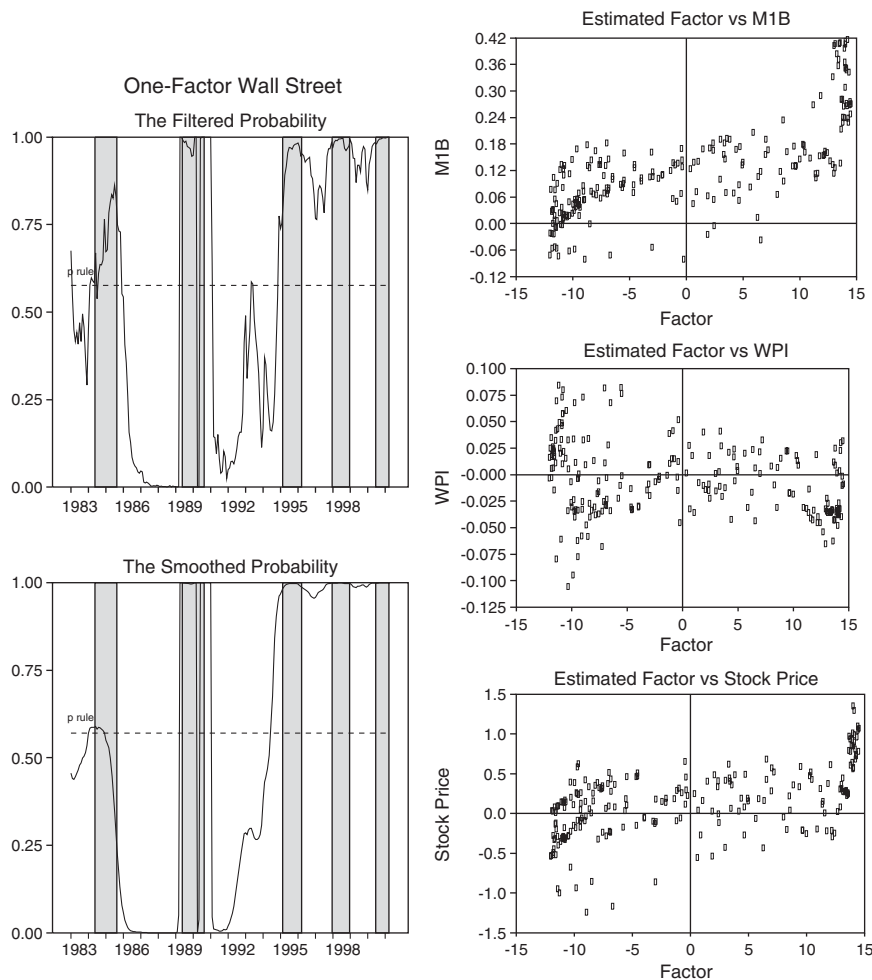 One-Factor Wall Street
The Filtered Probability
1.00
0.75
p rule
0.50
0.25
0.00
1983 1986 1989 1992 1995 1998
The Smoothed Probability
1.00
0.75
p rule
0.50
0.25
0.00
1983 1986 1989 1992 1995 1998
Estimated Factor vs M1B
0.42
0.36
0.30
0.24
0.18
0.12
0.06
0.00
-0.06
-0.12
M1B
-15 -10 -5 0 5 10 15
Factor
Estimated Factor vs WPI
0.100
0.075
0.050
0.025
-0.000
-0.025
-0.050
-0.075
-0.100
-0.125
WPI
-15 -10 -5 0 5 10 15
Factor
Estimated Factor vs Stock Price
1.5
1.0
0.5
0.0
-0.5
-1.0
-1.5
Stock Price
-15 -10 -5 0 5 10 15
Factor